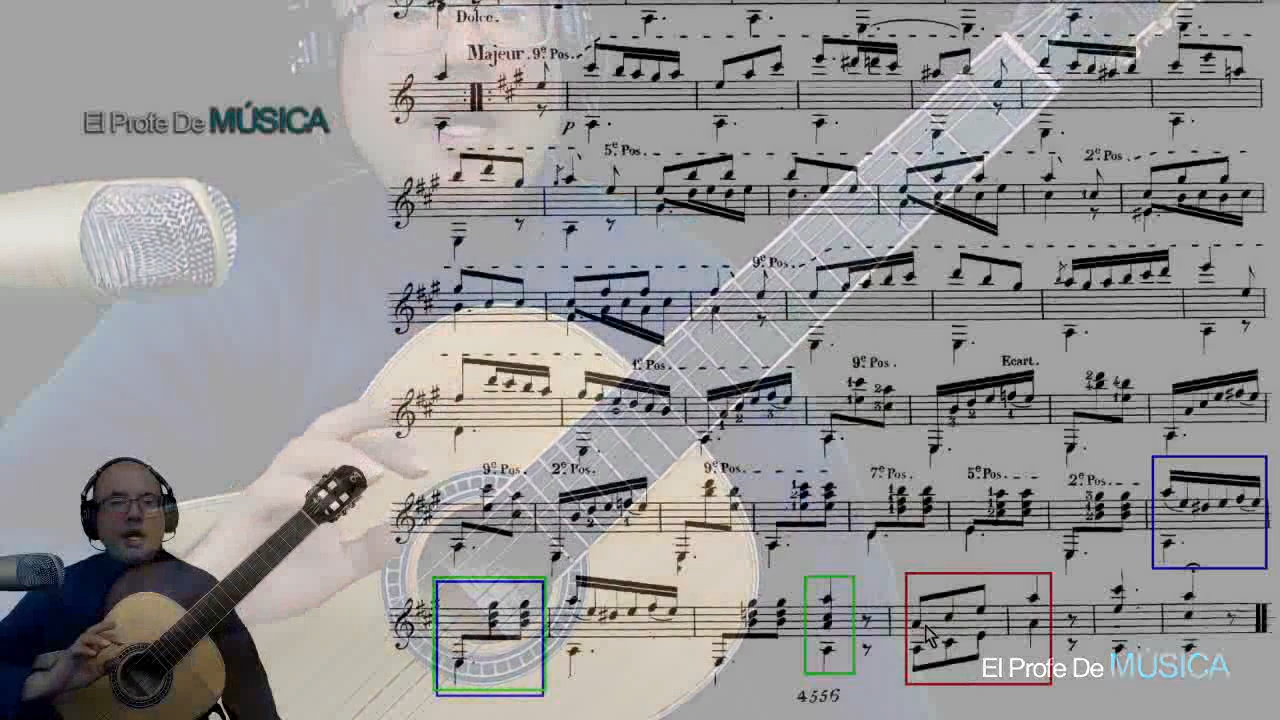 Dolce.
Majeur. 9e Pos.
El Profe De MÚSICA
p
5e Pos.
2e Pos.
9e Pos.
1e Pos. 9e Pos. Ecart.
9e Pos. 2e Pos. 9e Pos. 7e Pos. 5e Pos. 2e Pos.
El Profe De MÚSICA
4556